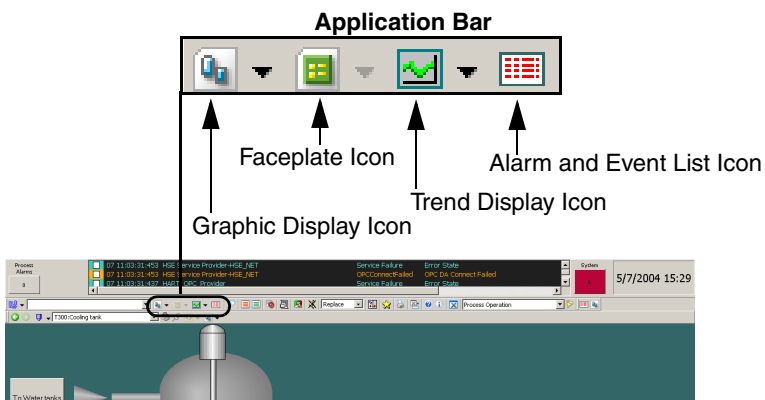 Application Bar
Faceplate Icon
Alarm and Event List Icon
Trend Display Icon
Graphic Display Icon
Process Alarms
0
07 11:03:31:453 HSE Service Provider-HSE_NET Service Failure Error State
07 11:03:31:453 HSE Service Provider-HSE_NET OPCConnectFailed OPC DA Connect Failed
07 11:03:31:437 HART OPC Provider Service Failure Error State
System
5/7/2004 15:29
Replace
Process Operation
T300:Cooling tank
To Water tanks